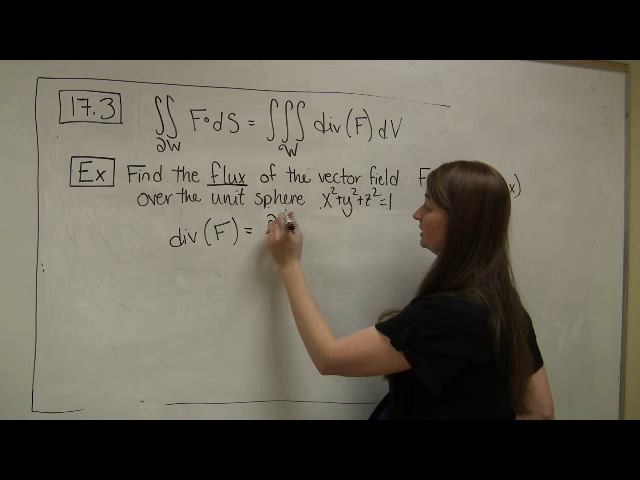 17.3 ∬∂W F•dS = ∭W div(F) dV
Ex Find the flux of the vector field F x)
over the unit sphere x²+y²+z²=1
div(F) = ∂